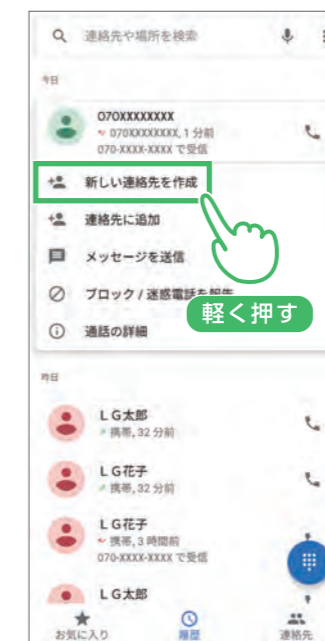 連絡先や場所を検索
今日
070XXXXXXXX
070XXXXXXXX, 1 分前
070-XXXX-XXXX で受信
新しい連絡先を作成
連絡先に追加
メッセージを送信
ブロック / 迷惑電話を報告
軽く押す
通話の詳細
昨日
ＬＧ太郎
携帯, 32 分前
ＬＧ花子
携帯, 32 分前
ＬＧ花子
携帯, 3 時間前
070-XXXX-XXXX で受信
ＬＧ太郎
お気に入り 履歴 連絡先